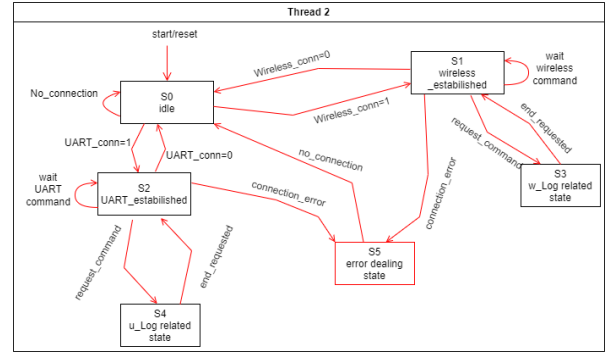 Thread 2
start/reset
S1
wireless
_estabilished
wait
wireless
command
Wireless_conn=0
S0
idle
No_connection
Wireless_conn=1
UART_conn=1
UART_conn=0
no_connection
request_command
end_requested
S3
w_Log related
state
wait
UART
command
S2
UART_estabilished
connection_error
connection_error
S5
error dealing
state
request_command
end_requested
S4
u_Log related
state